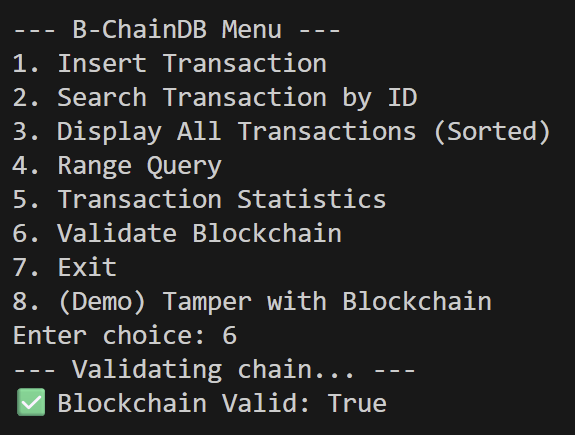 --- B-ChainDB Menu ---
1. Insert Transaction
2. Search Transaction by ID
3. Display All Transactions (Sorted)
4. Range Query
5. Transaction Statistics
6. Validate Blockchain
7. Exit
8. (Demo) Tamper with Blockchain
Enter choice: 6
--- Validating chain... ---
✅ Blockchain Valid: True